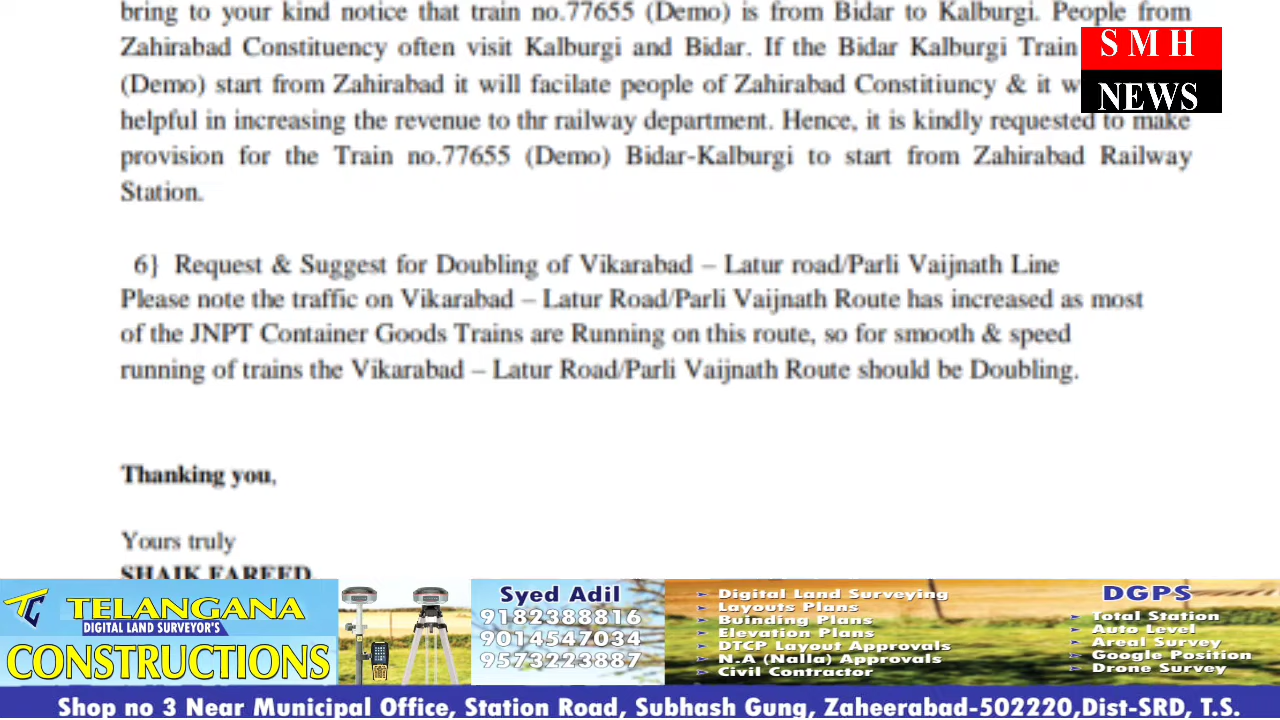 bring to your kind notice that train no.77655 (Demo) is from Bidar to Kalburgi. People from
Zahirabad Constituency often visit Kalburgi and Bidar. If the Bidar Kalburgi Train
(Demo) start from Zahirabad it will facilate people of Zahirabad Constitiuncy & it
helpful in increasing the revenue to thr railway department. Hence, it is kindly requested to make
provision for the Train no.77655 (Demo) Bidar-Kalburgi to start from Zahirabad Railway
Station.
S M H
NEWS
6} Request & Suggest for Doubling of Vikarabad – Latur road/Parli Vaijnath Line
Please note the traffic on Vikarabad – Latur Road/Parli Vaijnath Route has increased as most
of the JNPT Container Goods Trains are Running on this route, so for smooth & speed
running of trains the Vikarabad – Latur Road/Parli Vaijnath Route should be Doubling.
Thanking you,
Yours truly
SHAIK FAREED
TC TELANGANA
DIGITAL LAND SURVEYOR'S
CONSTRUCTIONS
Syed Adil
9182388816
9014547034
9573223887
➢ Digital Land Surveying
➢ Layouts Plans
➢ Buinding Plans
➢ Elevation Plans
➢ DTCP Layout Approvals
➢ N.A (Nalla) Approvals
➢ Civil Contractor
DGPS
➢ Total Station
➢ Auto Level
➢ Areal Survey
➢ Google Position
➢ Drone Survey
Shop no 3 Near Municipal Office, Station Road, Subhash Gung, Zaheerabad-502220,Dist-SRD, T.S.